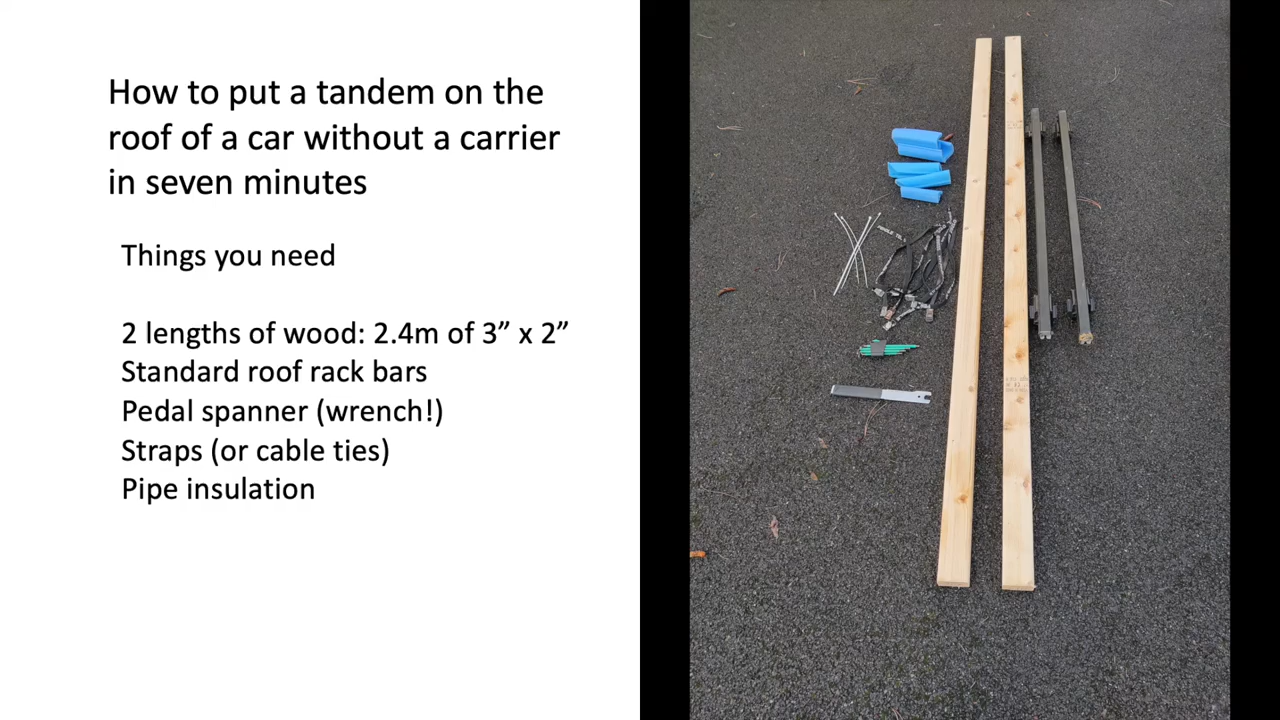 How to put a tandem on the
roof of a car without a carrier
in seven minutes
Things you need
2 lengths of wood: 2.4m of 3” x 2”
Standard roof rack bars
Pedal spanner (wrench!)
Straps (or cable ties)
Pipe insulation